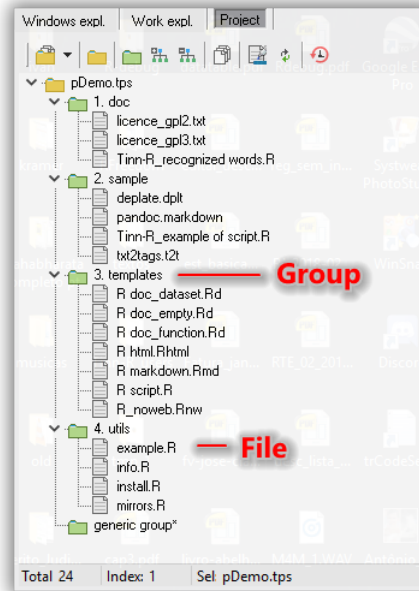 Windows expl. Work expl. Project
pDemo.tps
1. doc
licence_gpl2.txt
licence_gpl3.txt
Tinn-R_recognized words.R
2. sample
deplate.dplt
pandoc.markdown
Tinn-R_example of script.R
txt2tags.t2t
3. templates Group
R doc_dataset.Rd
R doc_empty.Rd
R doc_function.Rd
R html.Rhtml
R markdown.Rmd
R script.R
R_noweb.Rnw
4. utils
example.R File
info.R
install.R
mirrors.R
generic group*
Total 24 Index: 1 Sel: pDemo.tps